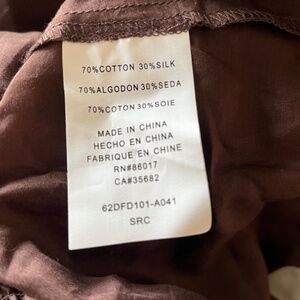 70%COTTON 30%SILK
70%ALGODON 30%SEDA
70%COTON 30%SOIE
MADE IN CHINA
HECHO EN CHINA
FABRIQUE EN CHINE
RN#86017
CA#35682
62DFD101-A041
SRC